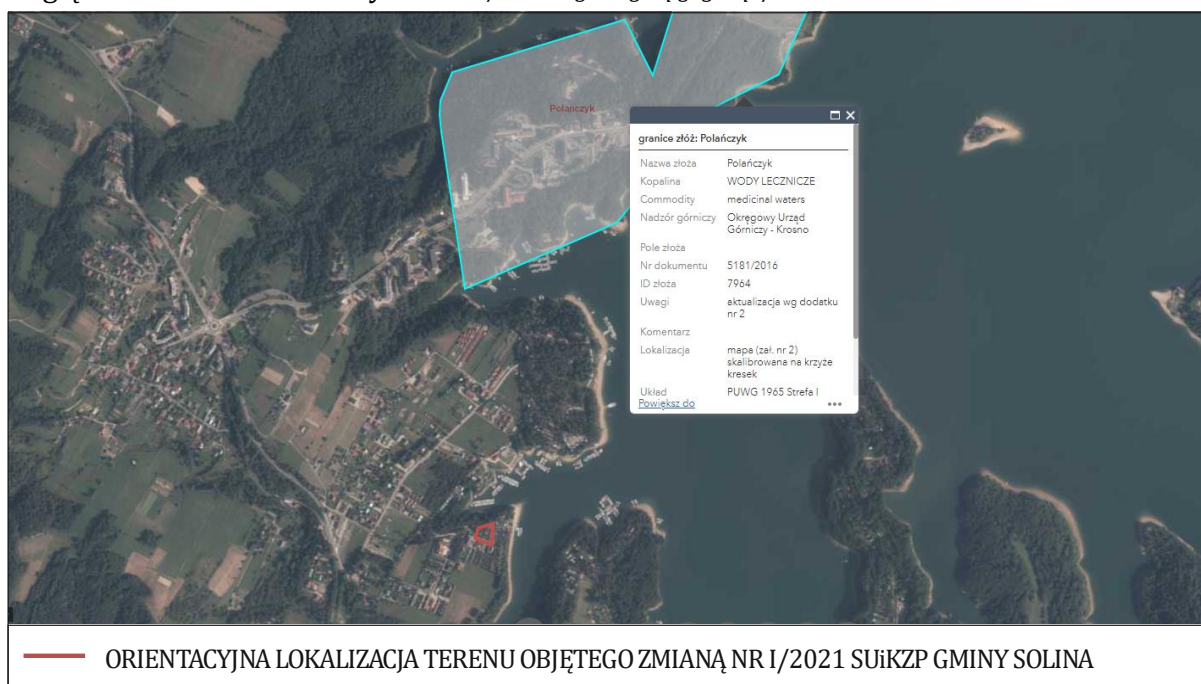 Polańczyk
granice złóż: Polańczyk
Nazwa złoża Polańczyk
Kopalina WODY LECZNICZE
Commodity medicinal waters
Nadzór górniczy Okręgowy Urząd
Górniczy - Krosno
Pole złoża
Nr dokumentu 5181/2016
ID złoża 7964
Uwagi aktualizacja wg dodatku
nr 2
Komentarz
Lokalizacja mapa (zał. nr 2)
skalibrowana na krzyże
kresek
Układ PUWG 1965 Strefa I
Powiększ do
ORIENTACYJNA LOKALIZACJA TERENU OBJĘTEGO ZMIANĄ NR I/2021 SUiKZP GMINY SOLINA